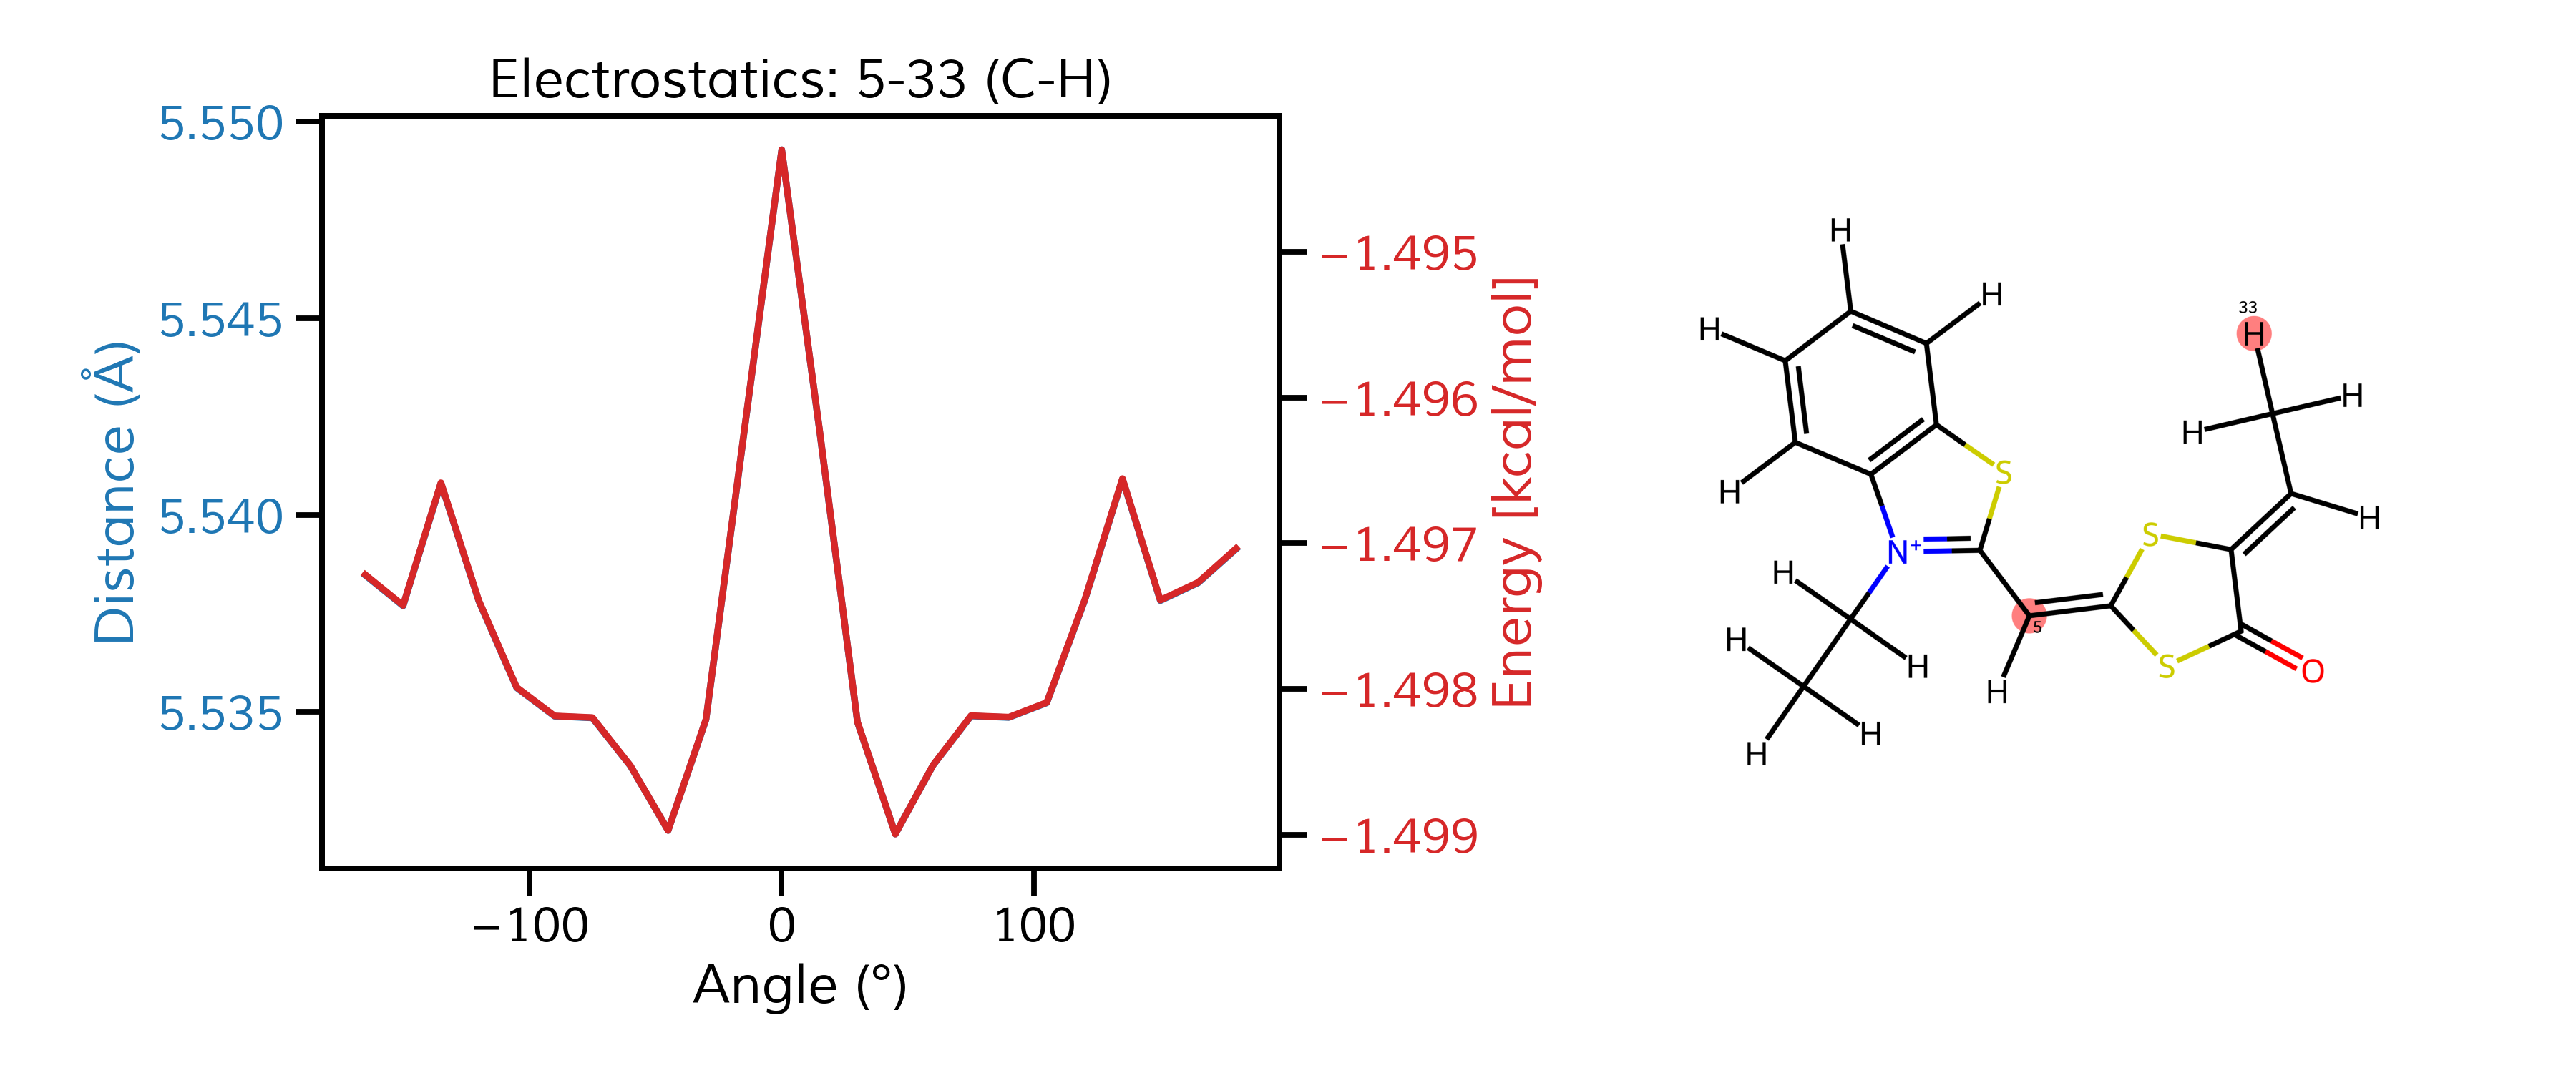 Electrostatics: 5-33 (C-H)
5.550
5.545
5.540
5.535
Distance (Å)
−1.495
−1.496
−1.497
−1.498
−1.499
Energy [kcal/mol]
−100
0
100
Angle (°)
H
H
H
H
S
N+
H
H
H
H
H
H
5
S
S
O
H
H
H
33
H